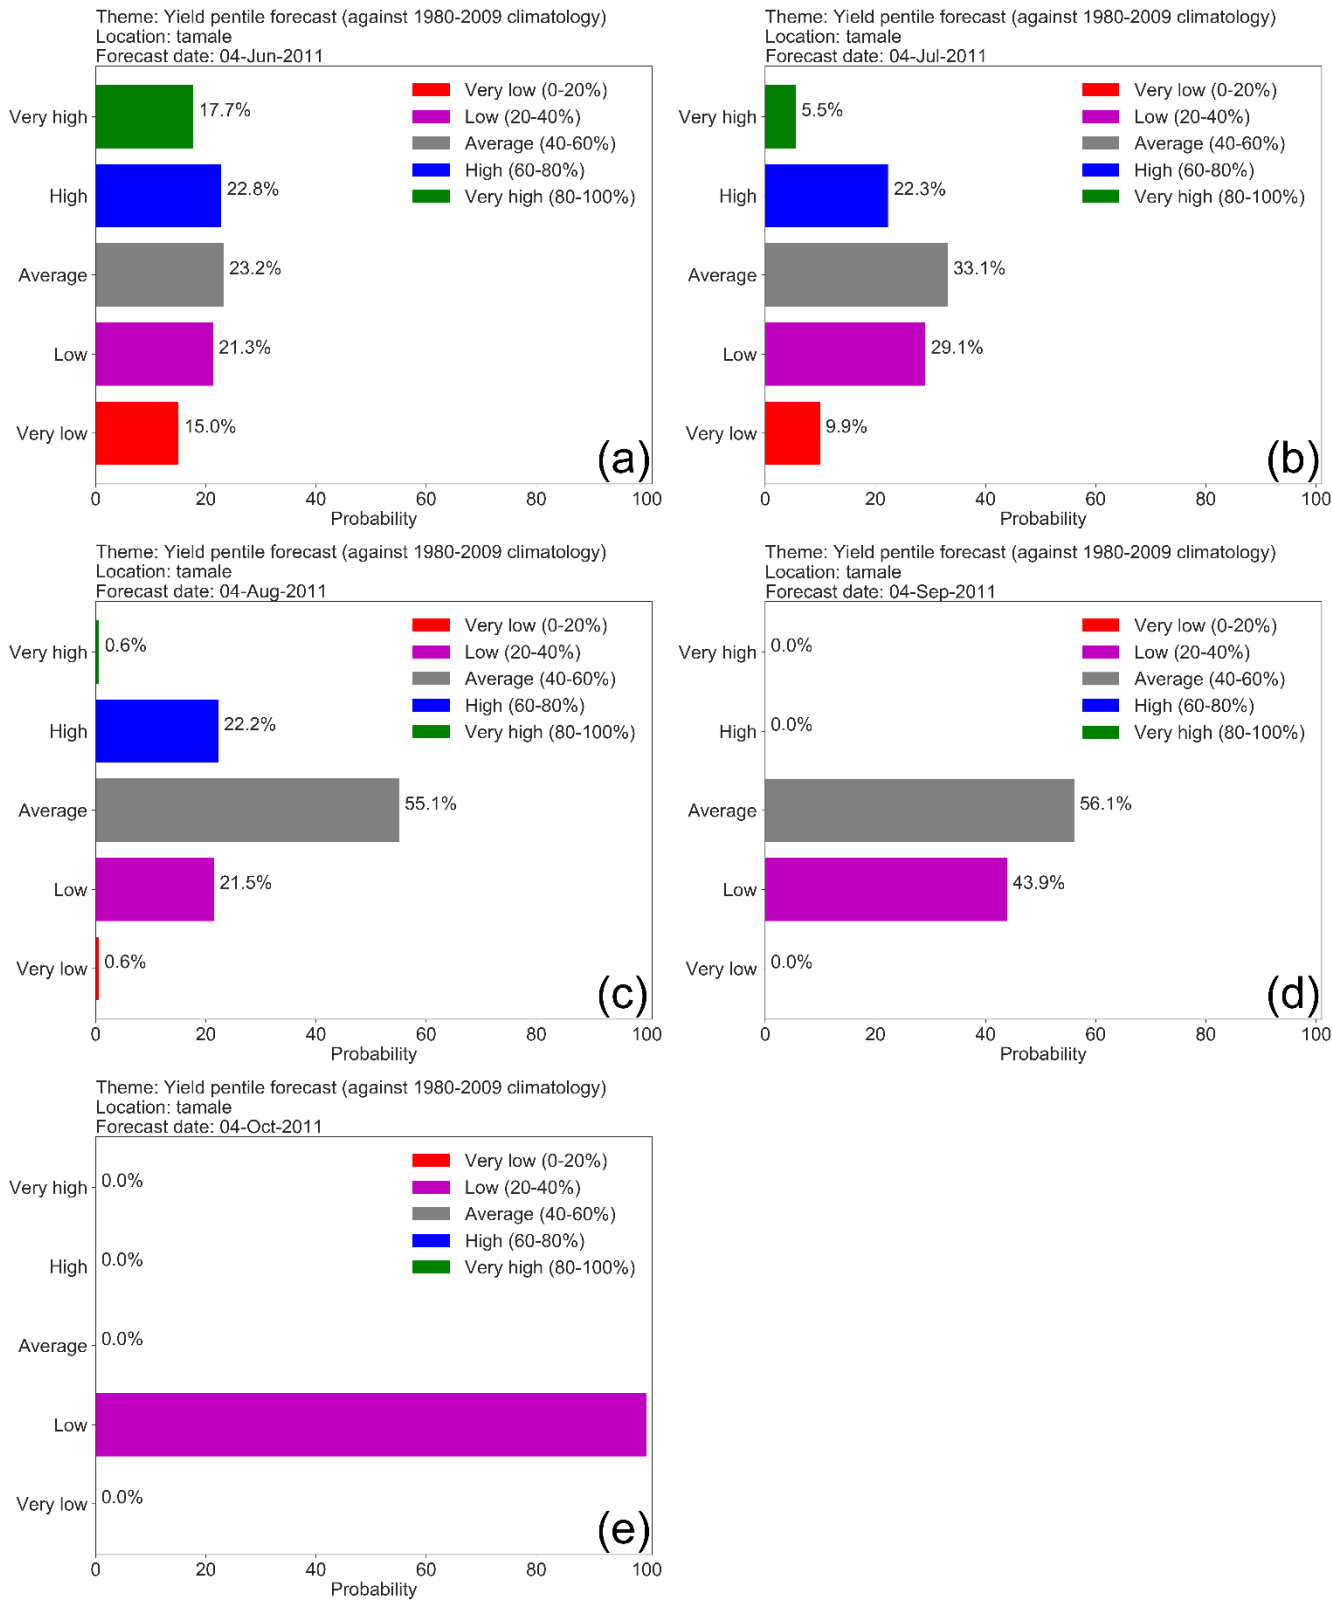 Theme: Yield pentile forecast (against 1980-2009 climatology)
Location: tamale
Forecast date: 04-Jun-2011
Very low (0-20%)
Low (20-40%)
Average (40-60%)
High (60-80%)
Very high (80-100%)
Very high
17.7%
High
22.8%
Average
23.2%
Low
21.3%
Very low
15.0%
(a)
0 20 40 60 80 100
Probability
Theme: Yield pentile forecast (against 1980-2009 climatology)
Location: tamale
Forecast date: 04-Jul-2011
Very low (0-20%)
Low (20-40%)
Average (40-60%)
High (60-80%)
Very high (80-100%)
Very high
5.5%
High
22.3%
Average
33.1%
Low
29.1%
Very low
9.9%
(b)
0 20 40 60 80 100
Probability
Theme: Yield pentile forecast (against 1980-2009 climatology)
Location: tamale
Forecast date: 04-Aug-2011
Very low (0-20%)
Low (20-40%)
Average (40-60%)
High (60-80%)
Very high (80-100%)
Very high
0.6%
High
22.2%
Average
55.1%
Low
21.5%
Very low
0.6%
(c)
0 20 40 60 80 100
Probability
Theme: Yield pentile forecast (against 1980-2009 climatology)
Location: tamale
Forecast date: 04-Sep-2011
Very low (0-20%)
Low (20-40%)
Average (40-60%)
High (60-80%)
Very high (80-100%)
Very high
0.0%
High
0.0%
Average
56.1%
Low
43.9%
Very low
0.0%
(d)
0 20 40 60 80 100
Probability
Theme: Yield pentile forecast (against 1980-2009 climatology)
Location: tamale
Forecast date: 04-Oct-2011
Very low (0-20%)
Low (20-40%)
Average (40-60%)
High (60-80%)
Very high (80-100%)
Very high
0.0%
High
0.0%
Average
0.0%
Low
Very low
0.0%
(e)
0 20 40 60 80 100
Probability